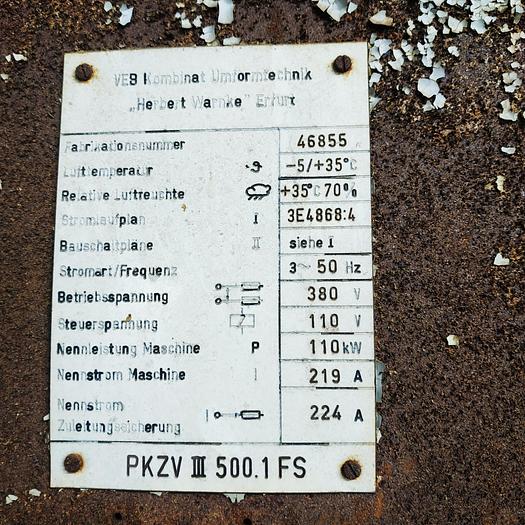 VEB Kombinat Umformtechnik
„Herbert Warnke" Erfurt
Fabrikationsnummer 46855
Lufttemperatur ϑ -5/+35°C
Relative Luftfeuchte +35°C 70%
Stromlaufplan I 3E4868:4
Bauschaltpläne II siehe I
Stromart/Frequenz 3~ 50 Hz
Betriebsspannung 380 V
Steuerspannung 110 V
Nennleistung Maschine P 110 kW
Nennstrom Maschine I 219 A
Nennstrom
Zuleitungssicherung I 224 A
PKZV III 500.1 FS